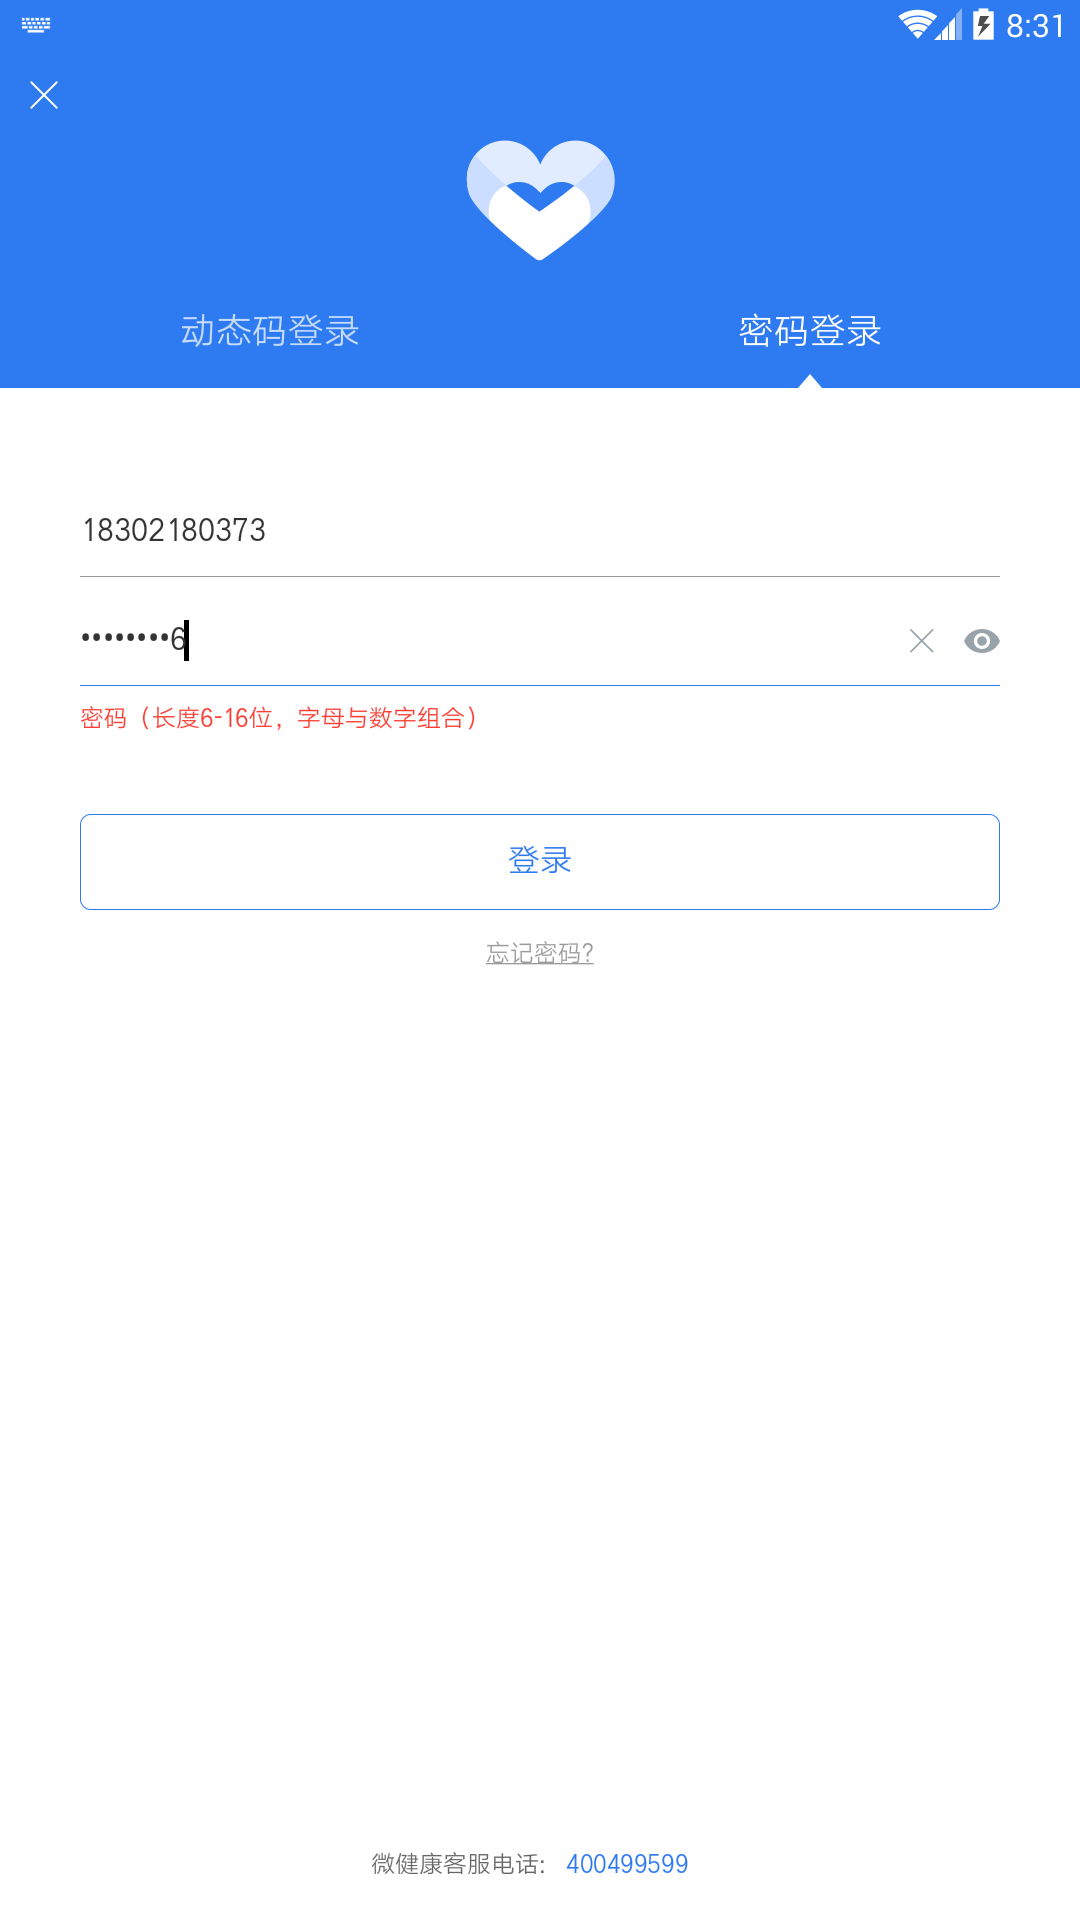 8:31
动态码登录 密码登录
18302180373
••••••••6
密码（长度6-16位，字母与数字组合）
登录
忘记密码?
微健康客服电话: 400499599